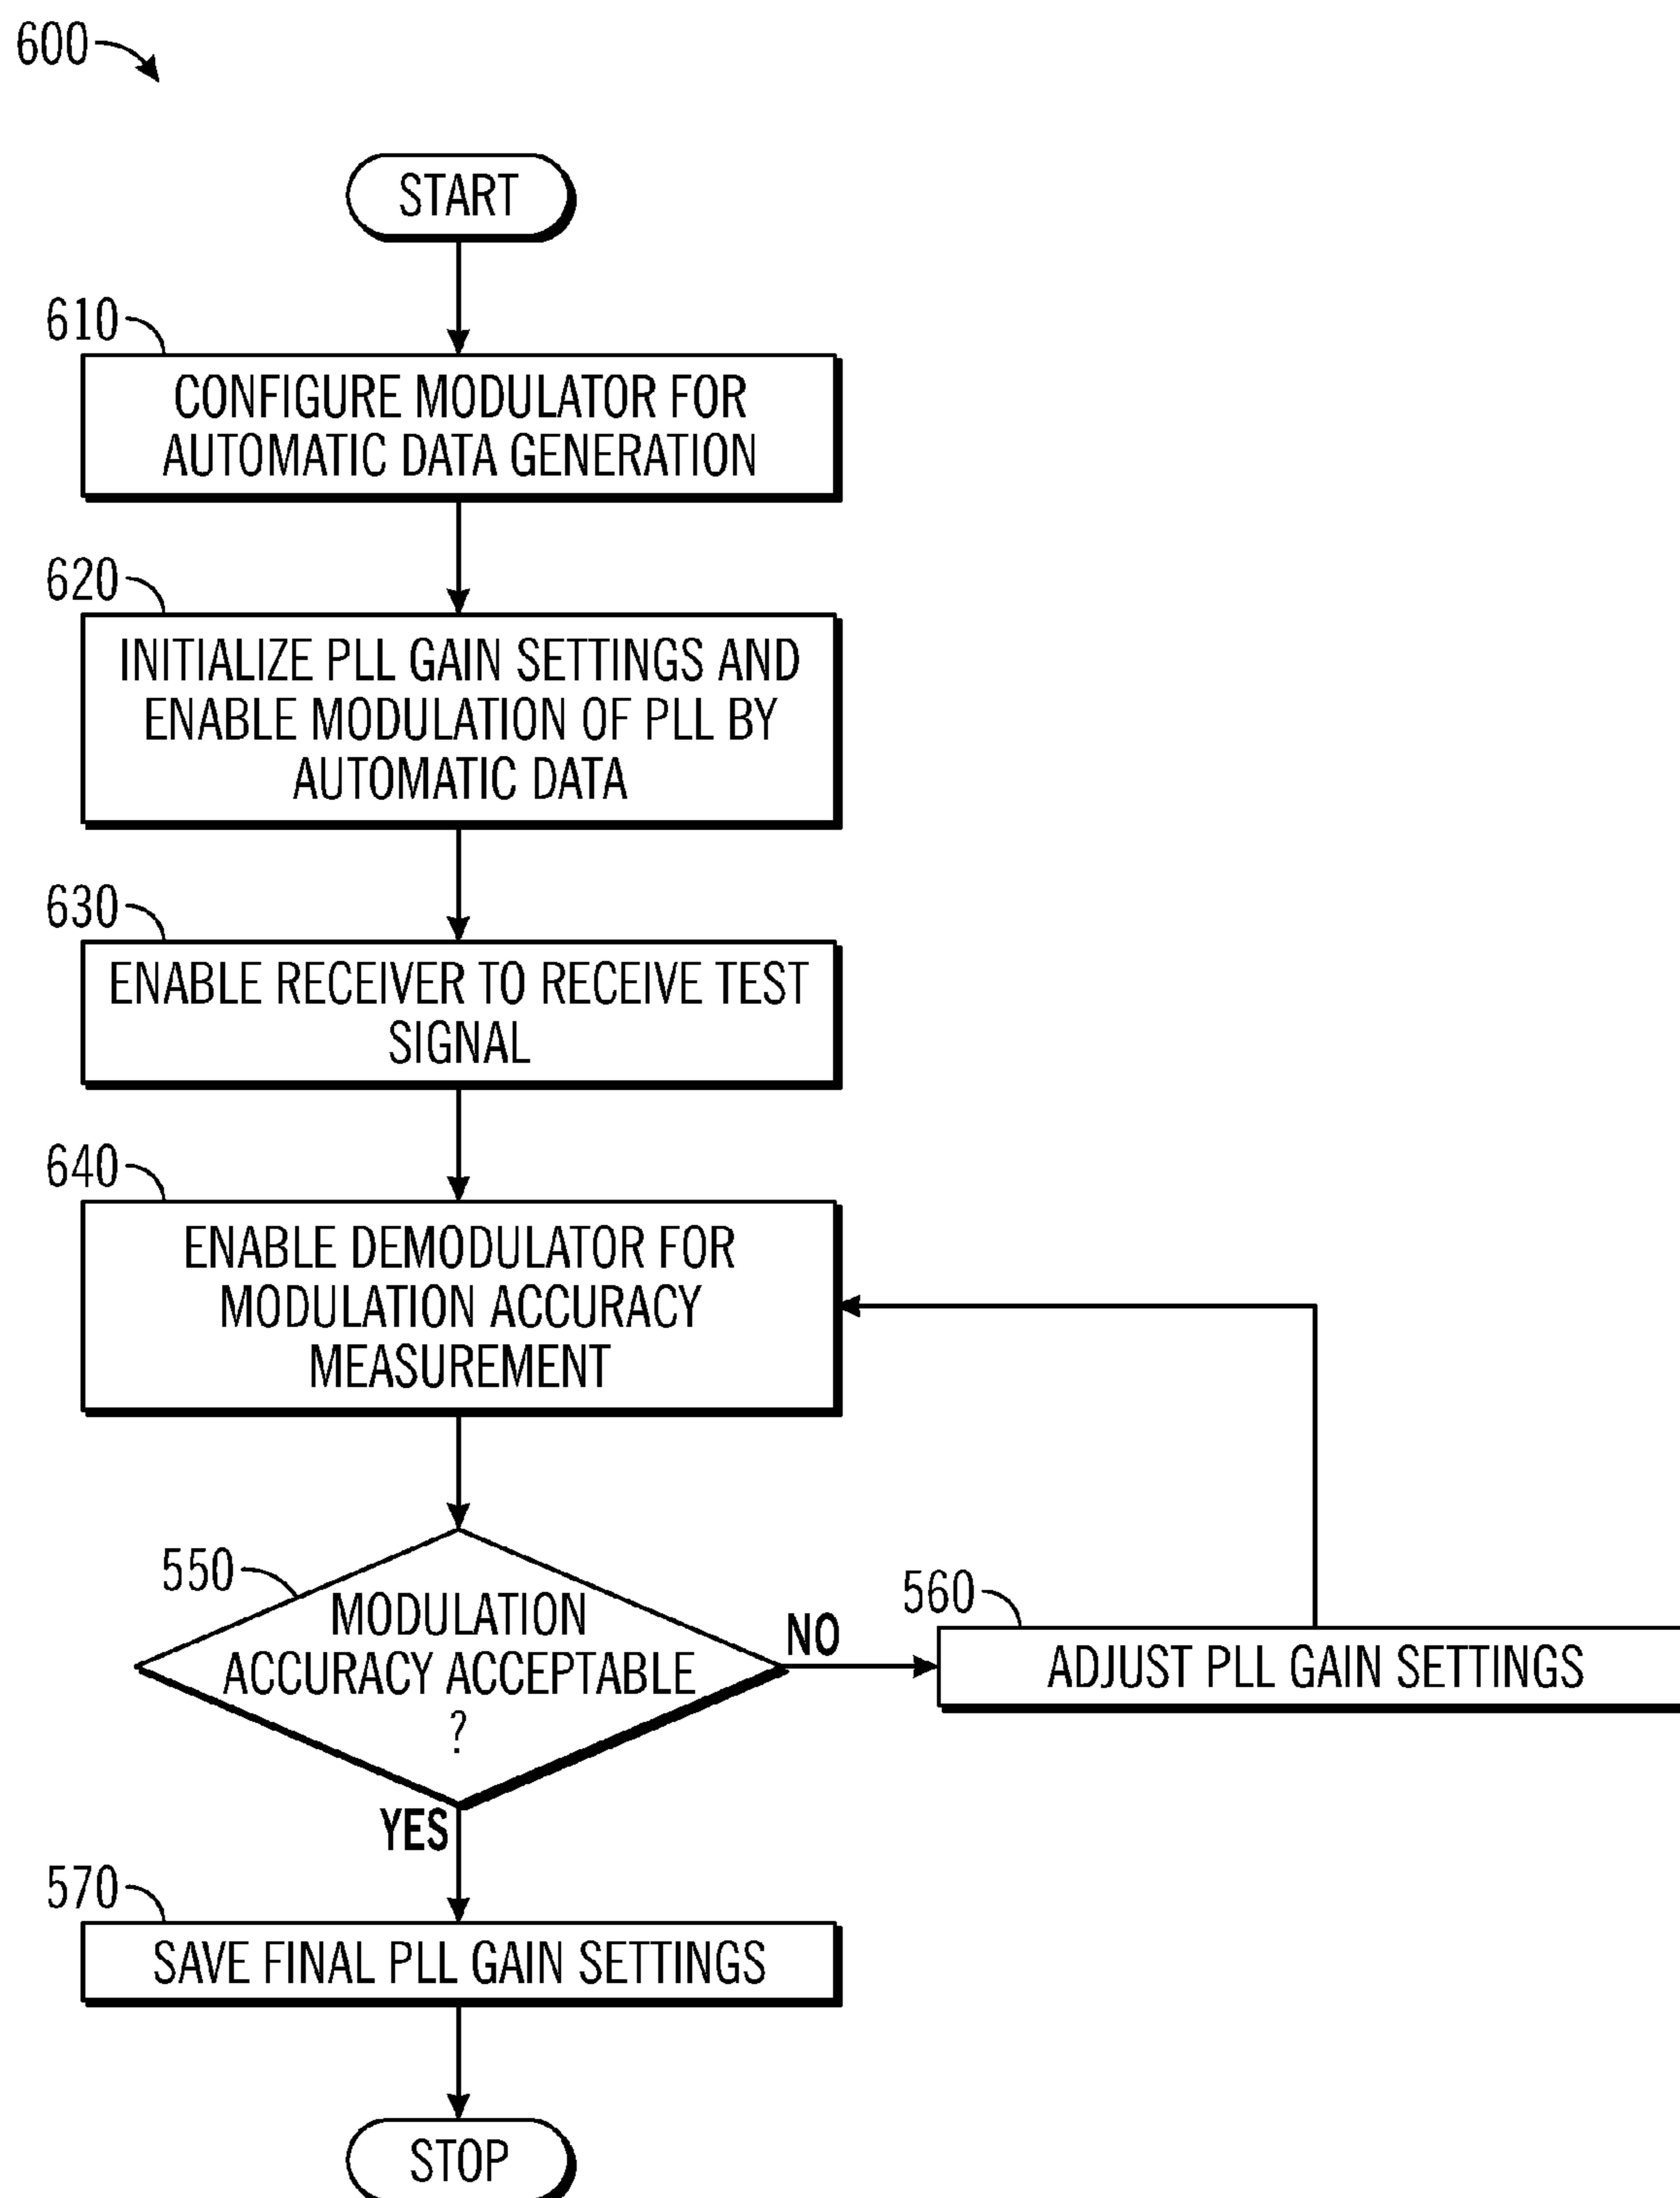 600
START
610
CONFIGURE MODULATOR FOR
AUTOMATIC DATA GENERATION
620
INITIALIZE PLL GAIN SETTINGS AND
ENABLE MODULATION OF PLL BY
AUTOMATIC DATA
630
ENABLE RECEIVER TO RECEIVE TEST
SIGNAL
640
ENABLE DEMODULATOR FOR
MODULATION ACCURACY
MEASUREMENT
550
MODULATION
ACCURACY ACCEPTABLE
?
NO
560
ADJUST PLL GAIN SETTINGS
YES
570
SAVE FINAL PLL GAIN SETTINGS
STOP